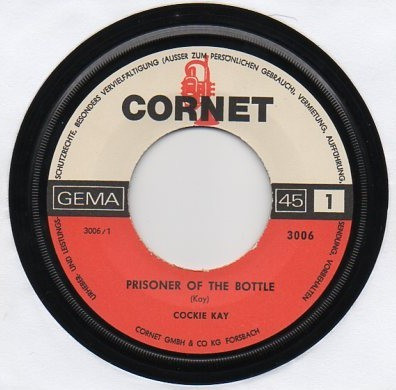 SCHUTZRECHTE, BESONDERS VERVIELFÄLTIGUNG (AUSSER ZUM PERSÖNLICHEN GEBRAUCH), VERMIETUNG, AUFFÜHRUNG, SENDUNG, VORBEHALTEN
CORNET
GEMA
45
1
3006/1
3006
PRISONER OF THE BOTTLE
(Kay)
COCKIE KAY
CORNET GMBH & CO KG FORSBACH
URHEBER- UND LEISTUNGS-